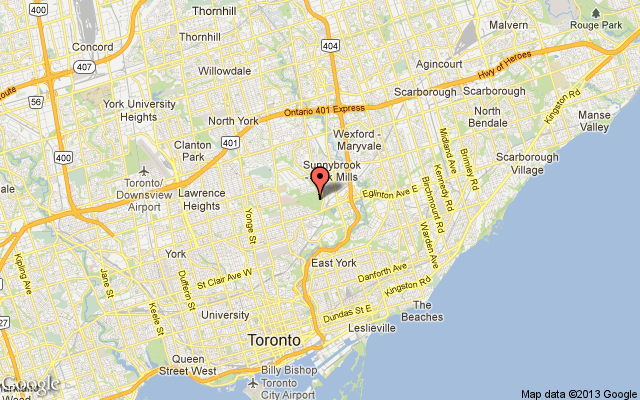 400
Thornhill
Rouge Park
Concord
Thornhill
404
Malvern
407
Willowdale
Agincourt
Hwy of Heroes
Scarborough
Scarborough
Kingston Rd
56
York University
Heights
Ontario 401 Express
North
Bendale
Manse
Valley
North York
401
Wexford -
Maryvale
400
Clanton
Park
Sunnybrook
Mills
Midland Ave
Brimley Rd
Scarborough
Village
Toronto/
Downsview
Airport
Lawrence
Heights
Eglinton Ave E
Birchmount Rd
Kennedy Rd
Yonge St
Warden Ave
York
Kipling Ave
Jane St
Dufferin St
St Clair Ave W
East York
Danforth Ave
Kingston Rd
Keele St
University
Dundas St E
The
Beaches
27
Toronto
Leslieville
Queen
Street West
Billy Bishop
Toronto
City Airport
Google
Map data ©2013 Google